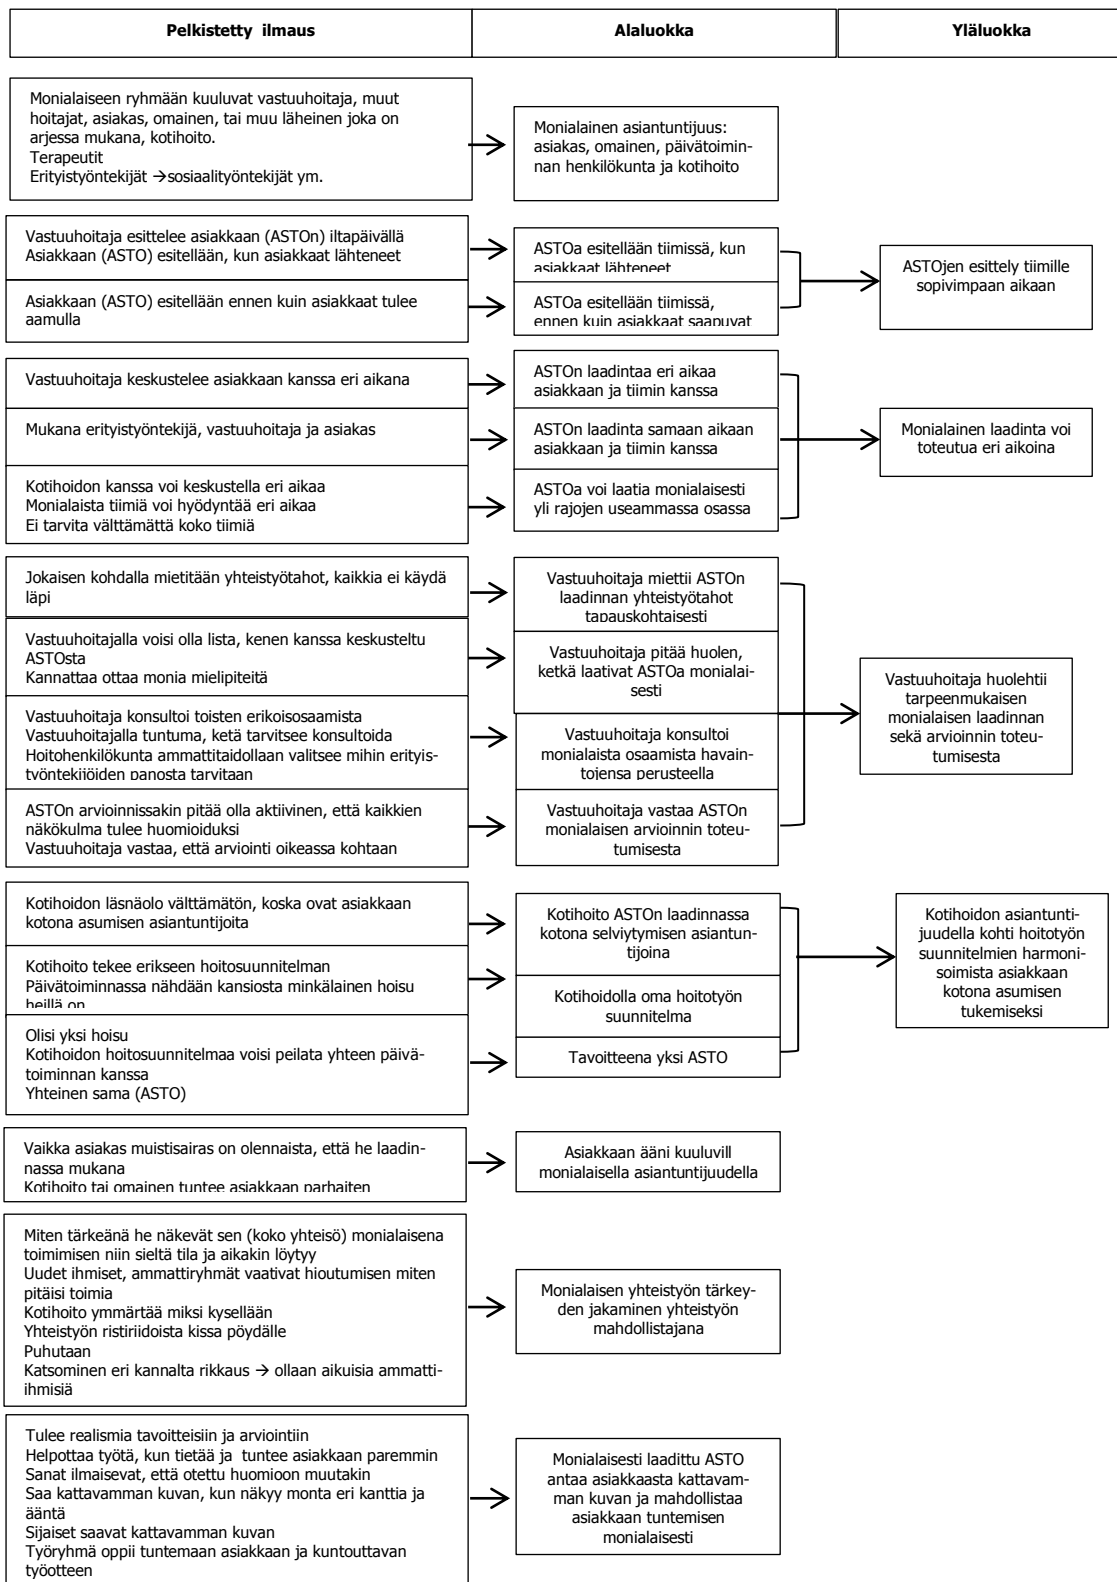 Pelkistetty ilmaus
Alaluokka
Yläluokka
Monialaiseen ryhmään kuuluvat vastuuhoitaja, muut
hoitajat, asiakas, omainen, tai muu läheinen joka on
arjessa mukana, kotihoito.
Terapeutit
Erityistyöntekijät →sosiaalityöntekijät ym.
Monialainen asiantuntijuus:
asiakas, omainen, päivätoimin-
nan henkilökunta ja kotihoito
Vastuuhoitaja esittelee asiakkaan (ASTOn) iltapäivällä
Asiakkaan (ASTO) esitellään, kun asiakkaat lähteneet
ASTOa esitellään tiimissä, kun
asiakkaat lähteneet
Asiakkaan (ASTO) esitellään ennen kuin asiakkaat tulee
aamulla
ASTOa esitellään tiimissä,
ennen kuin asiakkaat saapuvat
ASTOjen esittely tiimille
sopivimpaan aikaan
Vastuuhoitaja keskustelee asiakkaan kanssa eri aikana
ASTOn laadintaa eri aikaa
asiakkaan ja tiimin kanssa
Mukana erityistyöntekijä, vastuuhoitaja ja asiakas
ASTOn laadinta samaan aikaan
asiakkaan ja tiimin kanssa
Kotihoidon kanssa voi keskustella eri aikaa
Monialaista tiimiä voi hyödyntää eri aikaa
Ei tarvita välttämättä koko tiimiä
ASTOa voi laatia monialaisesti
yli rajojen useammassa osassa
Monialainen laadinta voi
toteutua eri aikoina
Jokaisen kohdalla mietitään yhteistyötahot, kaikkia ei käydä
läpi
Vastuuhoitaja miettii ASTOn
laadinnan yhteistyötahot
tapauskohtaisesti
Vastuuhoitajalla voisi olla lista, kenen kanssa keskusteltu
ASTOsta
Kannattaa ottaa monia mielipiteitä
Vastuuhoitaja pitää huolen,
ketkä laativat ASTOa monialai-
sesti
Vastuuhoitaja konsultoi toisten erikoisosaamista
Vastuuhoitajalla tuntuma, ketä tarvitsee konsultoida
Hoitohenkilökunta ammattitaidollaan valitsee mihin erityis-
työntekijöiden panosta tarvitaan
Vastuuhoitaja konsultoi
monialaista osaamista havain-
tojensa perusteella
ASTOn arvioinnissakin pitää olla aktiivinen, että kaikkien
näkökulma tulee huomioiduksi
Vastuuhoitaja vastaa, että arviointi oikeassa kohtaan
Vastuuhoitaja vastaa ASTOn
monialaisen arvioinnin toteu-
tumisesta
Vastuuhoitaja huolehtii
tarpeenmukaisen
monialaisen laadinnan
sekä arvioinnin toteu-
tumisesta
Kotihoidon läsnäolo välttämätön, koska ovat asiakkaan
kotona asumisen asiantuntijoita
Kotihoito ASTOn laadinnassa
kotona selviytymisen asiantun-
tijoina
Kotihoito tekee erikseen hoitosuunnitelman
Päivätoiminnassa nähdään kansiosta minkälainen hoisu
heillä on
Kotihoidolla oma hoitotyön
suunnitelma
Olisi yksi hoisu
Kotihoidon hoitosuunnitelmaa voisi peilata yhteen päivä-
toiminnan kanssa
Yhteinen sama (ASTO)
Tavoitteena yksi ASTO
Kotihoidon asiantunti-
juudella kohti hoitotyön
suunnitelmien harmoni-
soimista asiakkaan
kotona asumisen
tukemiseksi
Vaikka asiakas muistisairas on olennaista, että he laadin-
nassa mukana
Kotihoito tai omainen tuntee asiakkaan parhaiten
Asiakkaan ääni kuuluvill
monialaisella asiantuntijuudella
Miten tärkeänä he näkevät sen (koko yhteisö) monialaisena
toimimisen niin sieltä tila ja aikakin löytyy
Uudet ihmiset, ammattiryhmät vaativat hioutumisen miten
pitäisi toimia
Kotihoito ymmärtää miksi kysellään
Yhteistyön ristiriidoista kissa pöydälle
Puhutaan
Katsominen eri kannalta rikkaus → ollaan aikuisia ammatti-
ihmisiä
Monialaisen yhteistyön tärkey-
den jakaminen yhteistyön
mahdollistajana
Tulee realismia tavoitteisiin ja arviointiin
Helpottaa työtä, kun tietää ja tuntee asiakkaan paremmin
Sanat ilmaisevat, että otettu huomioon muutakin
Saa kattavamman kuvan, kun näkyy monta eri kanttia ja
ääntä
Sijaiset saavat kattavamman kuvan
Työryhmä oppii tuntemaan asiakkaan ja kuntouttavan
työotteen
Monialaisesti laadittu ASTO
antaa asiakkaasta kattavam-
man kuvan ja mahdollistaa
asiakkaan tuntemisen
monialaisesti